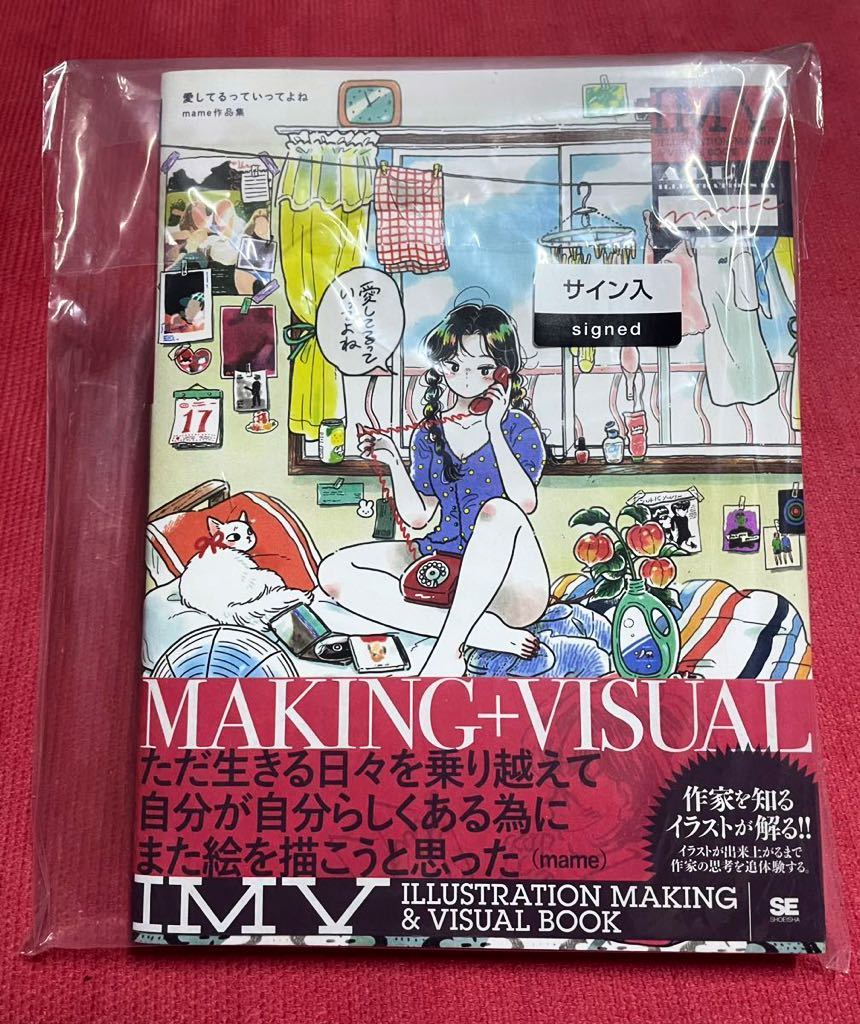 愛してるっていってよね
mame作品集
IMV
mame
サイン入
signed
愛してるって
いってよね
17
MAKING+VISUAL
ただ生きる日々を乗り越えて
自分が自分らしくある為に
また絵を描こうと思った (mame)
作家を知る
イラストが解る!!
イラストが出来上がるまで
作家の思考を追体験する。
IMV
ILLUSTRATION MAKING
& VISUAL BOOK
SE
SHOEISHA